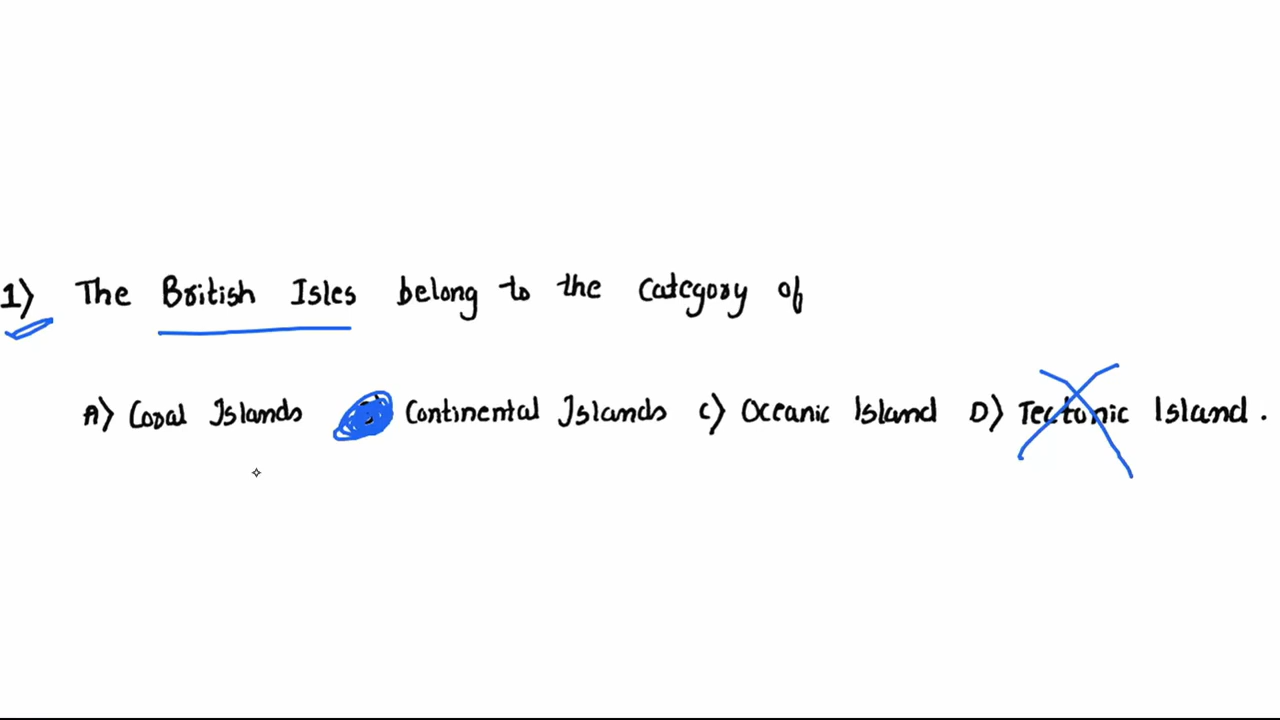 1) The British Isles belong to the category of
A) Coral Islands Continental Islands C) Oceanic Island D) Tectonic Island.